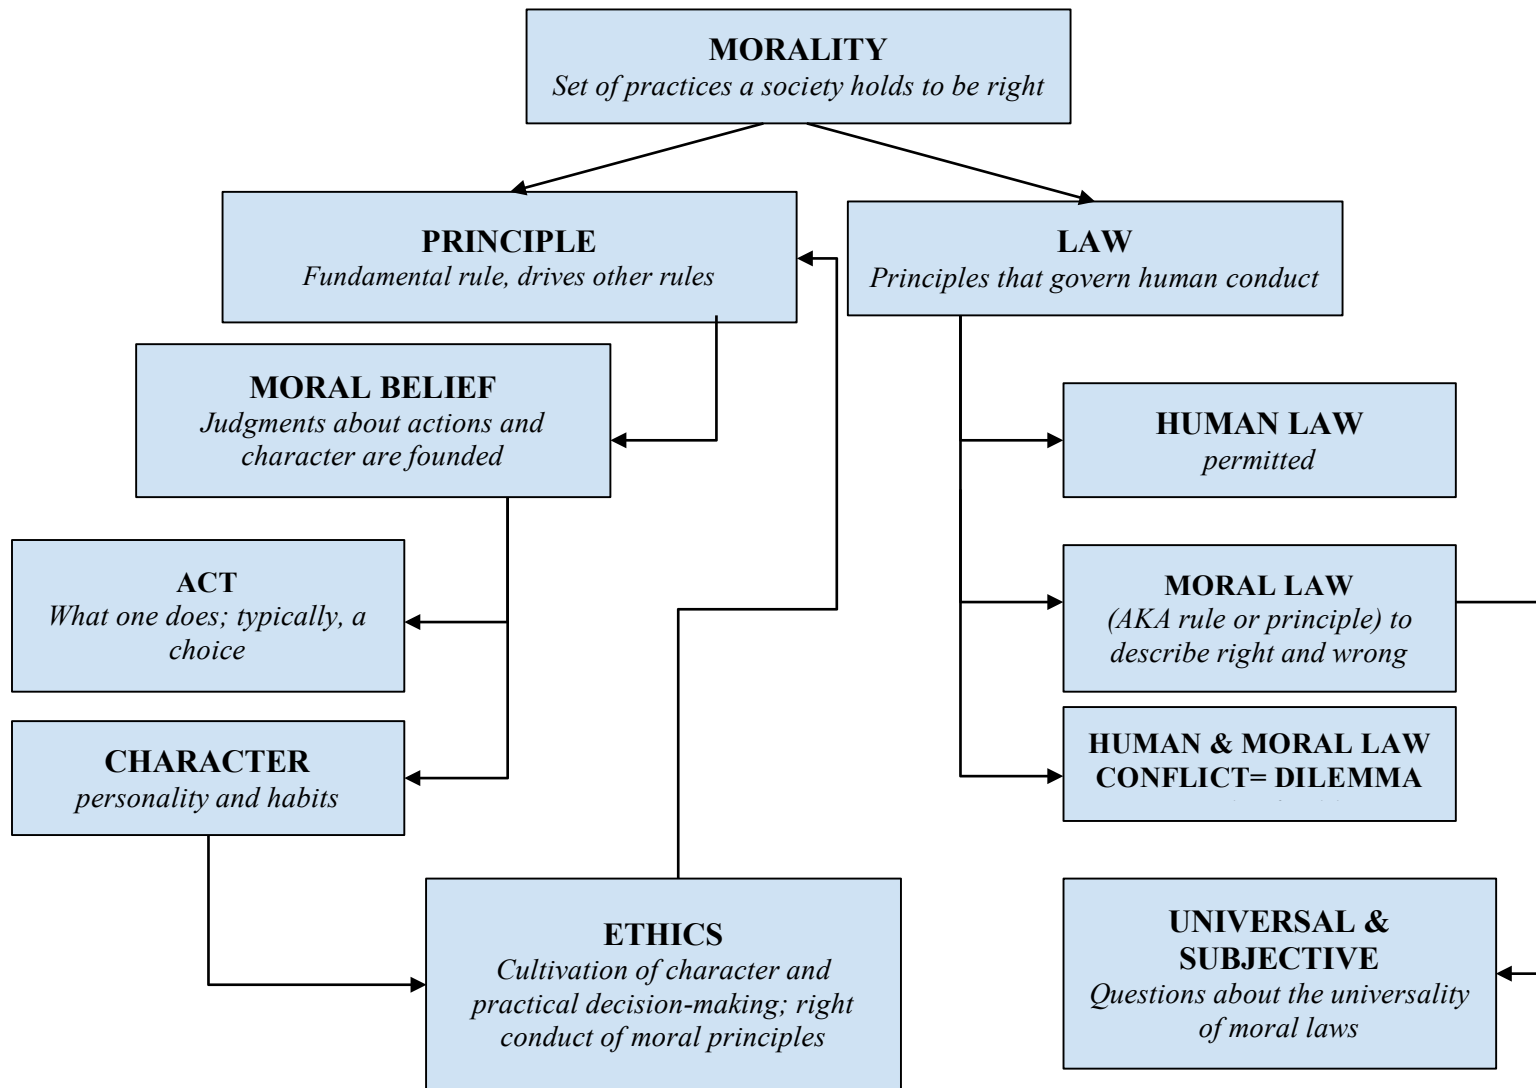 MORALITY
Set of practices a society holds to be right
PRINCIPLE
Fundamental rule, drives other rules
LAW
Principles that govern human conduct
MORAL BELIEF
Judgments about actions and
character are founded
HUMAN LAW
permitted
ACT
What one does; typically, a
choice
MORAL LAW
(AKA rule or principle) to
describe right and wrong
CHARACTER
personality and habits
HUMAN & MORAL LAW
CONFLICT= DILEMMA
ETHICS
Cultivation of character and
practical decision-making; right
conduct of moral principles
UNIVERSAL &
SUBJECTIVE
Questions about the universality
of moral laws